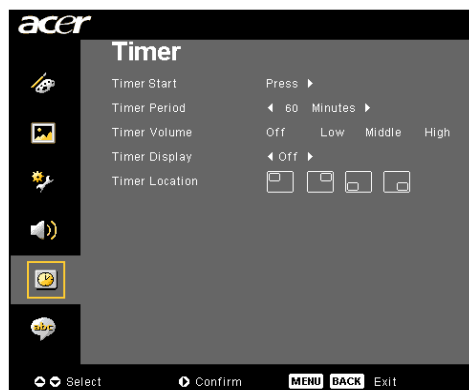 acer
Timer
Timer Start Press
Timer Period 60 Minutes
Timer Volume Off Low Middle High
Timer Display Off
Timer Location
abc
Select Confirm MENU BACK Exit